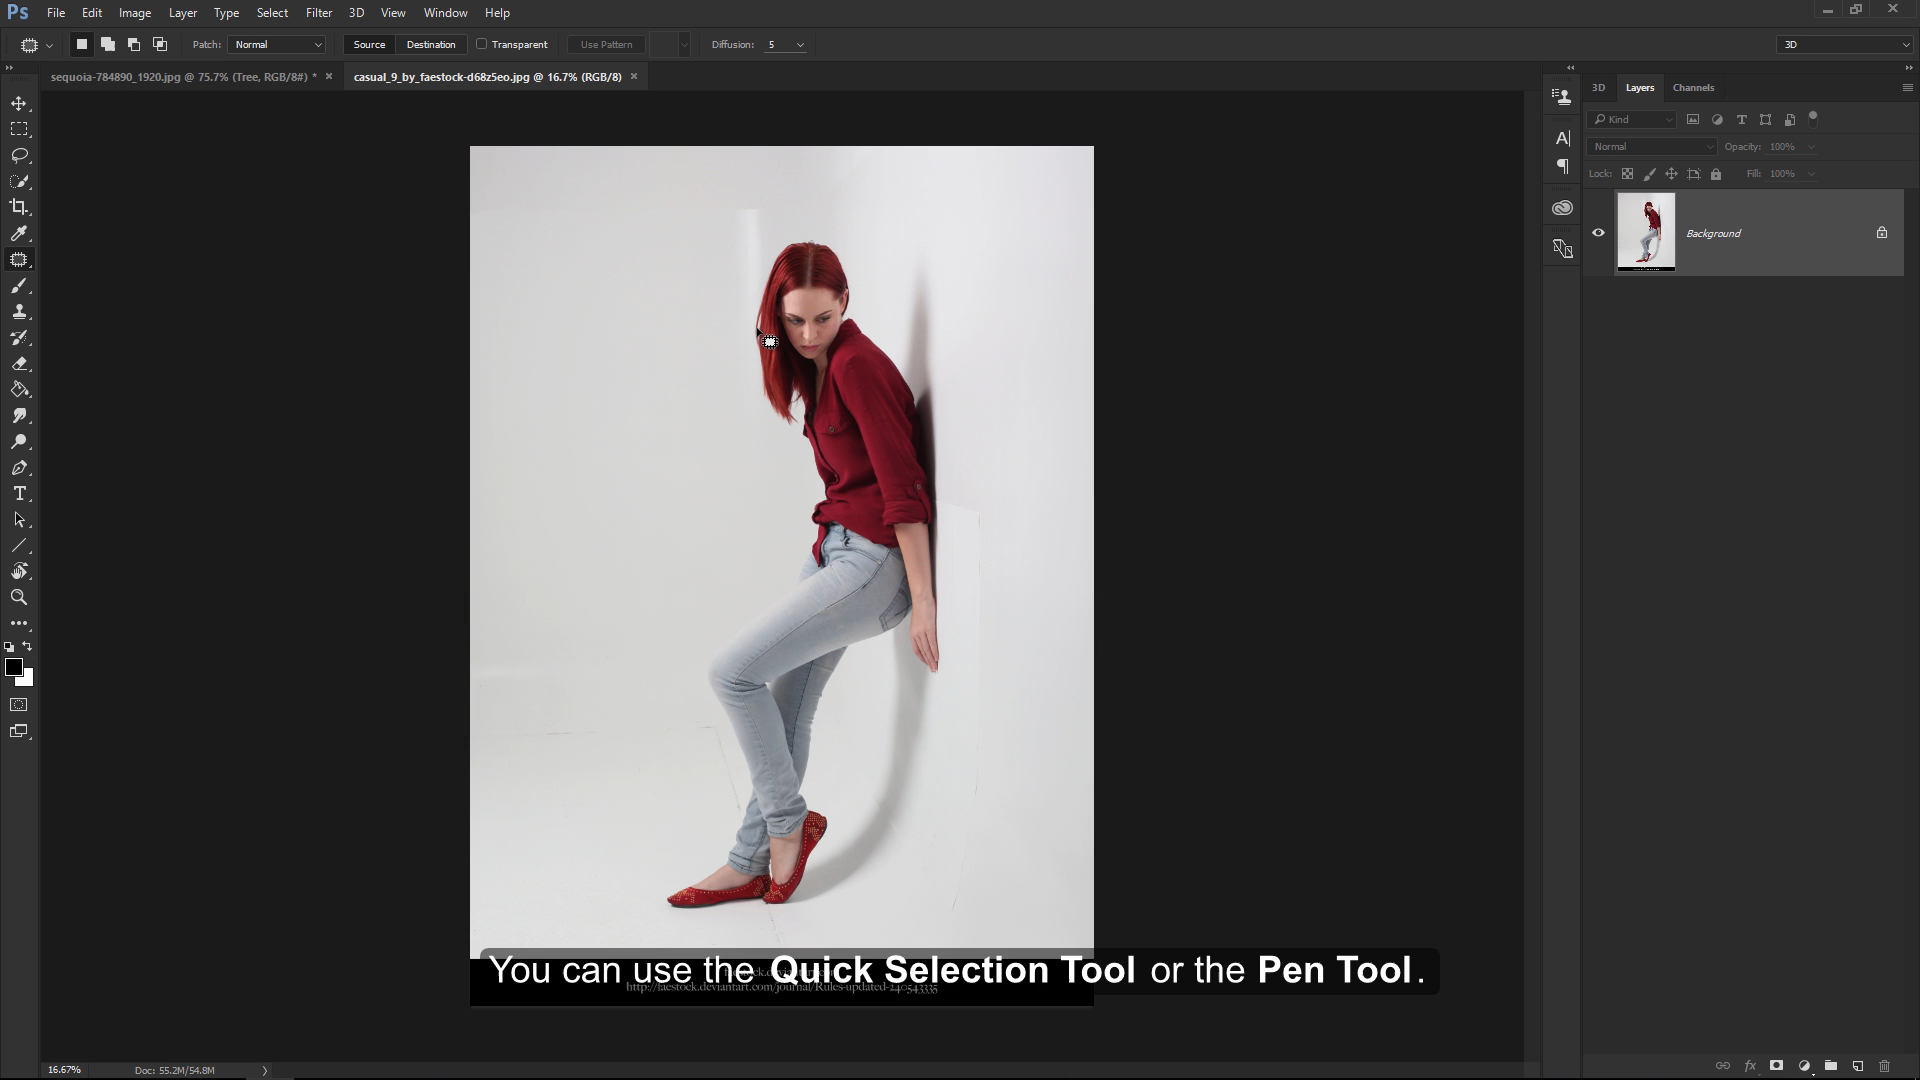 Ps File Edit Image Layer Type Select Filter 3D View Window Help
Patch: Normal Source Destination Transparent Use Pattern Diffusion: 5 3D
sequoia-784890_1920.jpg @ 75.7% (Tree, RGB/8#) * × casual_9_by_faestock-d68z5eo.jpg @ 16.7% (RGB/8) ×
3D Layers Channels
Kind
Normal Opacity: 100%
Lock: Fill: 100%
Background
You can use the Quick Selection Tool or the Pen Tool.
http://faestock.deviantart.com/journal/Rules-updated-240543335
16.67% Doc: 55.2M/54.8M
fx